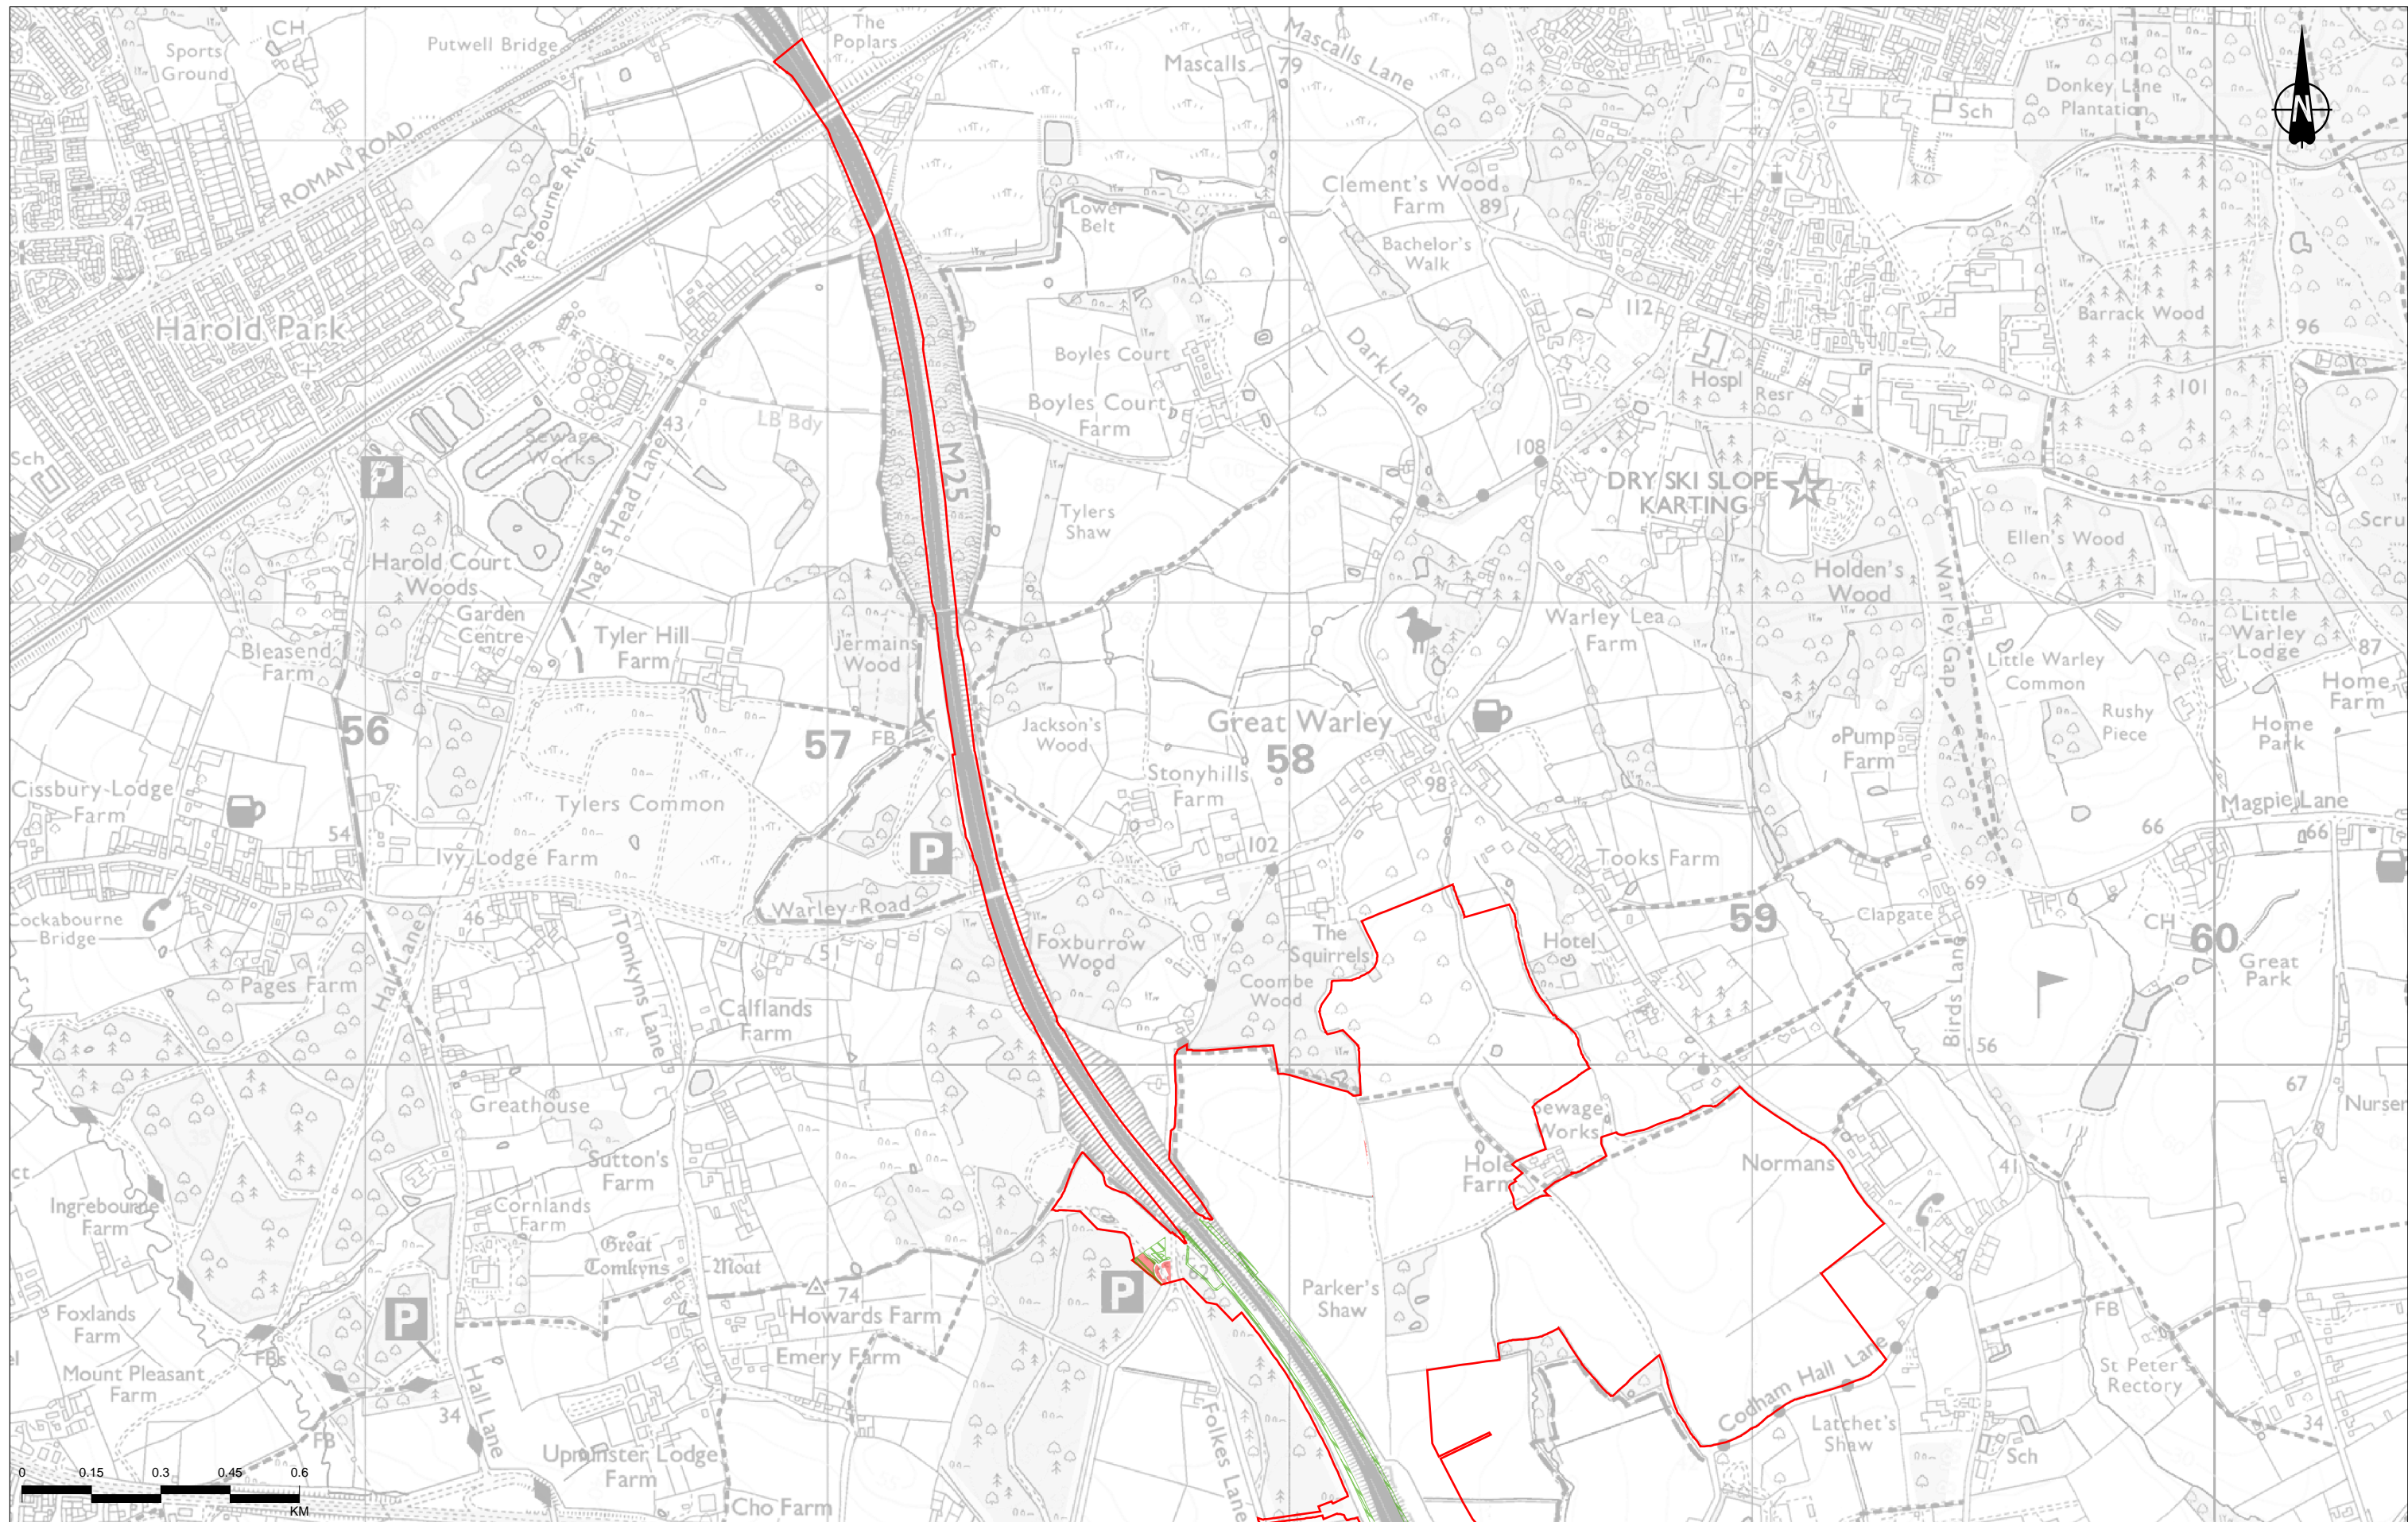 CH
Sports
Ground
Putwell Bridge
The
Poplars
Mascalls
79
Mascalls Lane
Donkey Lane
Plantation
Sch
N
ROMAN ROAD
47
Ingrebourne River
Lower
Belt
Clement's Wood
Farm
89
Bachelor's
Walk
112
Barrack Wood
96
101
Harold Park
Boyles Court
Boyles Court
Farm
Dark Lane
Hospl
Resr
43
LB Bdy
M25
Sch
P
Sewage
Works
Nag's Head Lane
108
DRY SKI SLOPE
KARTING
Tylers
Shaw
Scru
Ellen's Wood
Harold Court
Woods
Holden's
Wood
Warley Gap
Garden
Centre
Tyler Hill
Farm
Jermains
Wood
Warley Lea
Farm
Little
Warley
Lodge
87
Bleasend
Farm
Little Warley
Common
Home
Farm
56
57
FB
Jackson's
Wood
Great Warley
58
Rushy
Piece
Home
Park
Pump
Farm
Stonyhills
Farm
98
Cissbury Lodge
Farm
Tylers Common
Magpie Lane
66
66
54
Ivy Lodge Farm
P
102
Tooks Farm
69
Cockabourne
Bridge
46
Warley Road
51
59
Clapgate
CH
60
Hall Lane
Tomkyns Lane
Foxburrow
Wood
The
Squirrels
Hotel
Great
Park
Pages Farm
Coombe
Wood
Calflands
Farm
Birds Lane
56
67
Greathouse
Sewage
Works
Nurser
ct
Sutton's
Farm
Hole
Farm
Normans
41
Ingrebourne
Farm
Cornlands
Farm
Great
Tomkyns
Moat
62
P
74
Howards Farm
Parker's
Shaw
Foxlands
Farm
P
FB
el
FBs
Emery Farm
Mount Pleasant
Farm
Codham Hall Lane
St Peter
Rectory
Hall Lane
34
Folkes Lane
Latchet's
Shaw
34
FB
Upminster Lodge
Farm
Sch
Cho Farm
0 0.15 0.3 0.45 0.6
KM